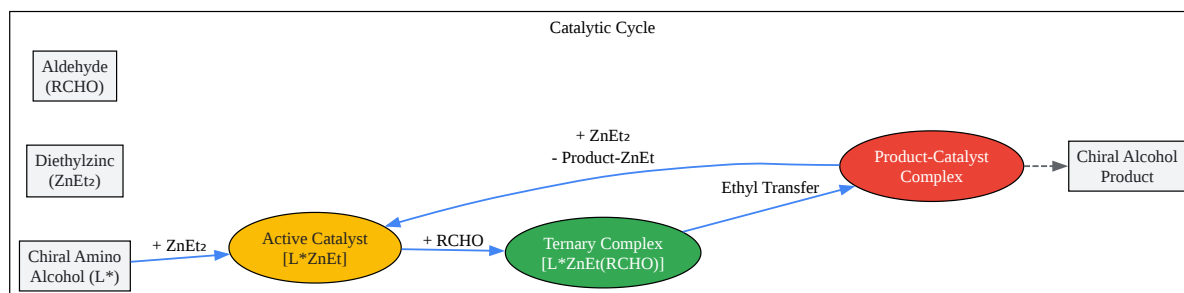 Catalytic Cycle
Aldehyde
(RCHO)
Diethylzinc
(ZnEt₂)
Chiral Amino
Alcohol (L*)
+ ZnEt₂
Active Catalyst
[L*ZnEt]
+ RCHO
Ternary Complex
[L*ZnEt(RCHO)]
Ethyl Transfer
+ ZnEt₂
- Product-ZnEt
Product-Catalyst
Complex
Chiral Alcohol
Product